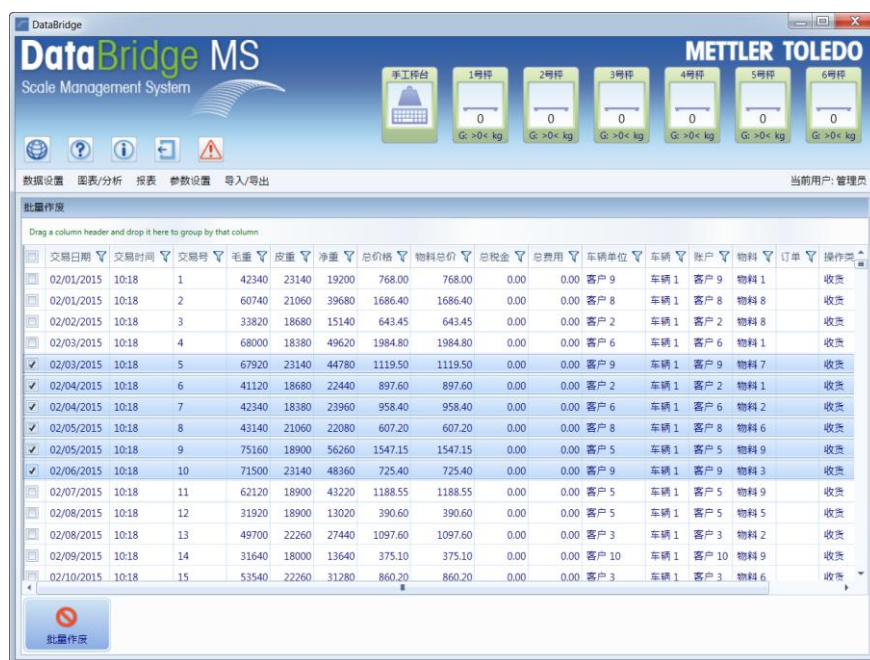 DataBridge
DataBridge MS
METTLER TOLEDO
Scale Management System
手工秤台 1号秤 2号秤 3号秤 4号秤 5号秤 6号秤
0 0 0 0 0 0
G: >0< kg G: >0< kg G: >0< kg G: >0< kg G: >0< kg G: >0< kg
数据设置 图表/分析 报表 参数设置 导入/导出 当前用户: 管理员
批量作废
Drag a column header and drop it here to group by that column
交易日期 交易时间 交易号 毛重 皮重 净重 总价格 物料总价 总税金 总费用 车辆单位 车辆 账户 物料 订单 操作类
02/01/2015 10:18 1 42340 23140 19200 768.00 768.00 0.00 0.00 客户 9 车辆 1 客户 9 物料 1 收货
02/01/2015 10:18 2 60740 21060 39680 1686.40 1686.40 0.00 0.00 客户 8 车辆 1 客户 8 物料 8 收货
02/02/2015 10:18 3 33820 18680 15140 643.45 643.45 0.00 0.00 客户 2 车辆 1 客户 2 物料 8 收货
02/03/2015 10:18 4 68000 18380 49620 1984.80 1984.80 0.00 0.00 客户 6 车辆 1 客户 6 物料 1 收货
02/03/2015 10:18 5 67920 23140 44780 1119.50 1119.50 0.00 0.00 客户 9 车辆 1 客户 9 物料 7 收货
02/04/2015 10:18 6 41120 18680 22440 897.60 897.60 0.00 0.00 客户 2 车辆 1 客户 2 物料 1 收货
02/04/2015 10:18 7 42340 18380 23960 958.40 958.40 0.00 0.00 客户 6 车辆 1 客户 6 物料 2 收货
02/05/2015 10:18 8 43140 21060 22080 607.20 607.20 0.00 0.00 客户 8 车辆 1 客户 8 物料 6 收货
02/05/2015 10:18 9 75160 18900 56260 1547.15 1547.15 0.00 0.00 客户 5 车辆 1 客户 5 物料 9 收货
02/06/2015 10:18 10 71500 23140 48360 725.40 725.40 0.00 0.00 客户 9 车辆 1 客户 9 物料 3 收货
02/07/2015 10:18 11 62120 18900 43220 1188.55 1188.55 0.00 0.00 客户 5 车辆 1 客户 5 物料 9 收货
02/08/2015 10:18 12 31920 18900 13020 390.60 390.60 0.00 0.00 客户 5 车辆 1 客户 5 物料 5 收货
02/08/2015 10:18 13 49700 22260 27440 1097.60 1097.60 0.00 0.00 客户 3 车辆 1 客户 3 物料 2 收货
02/09/2015 10:18 14 31640 18000 13640 375.10 375.10 0.00 0.00 客户 10 车辆 1 客户 10 物料 9 收货
02/10/2015 10:18 15 53540 22260 31280 860.20 860.20 0.00 0.00 客户 3 车辆 1 客户 3 物料 6 收货
批量作废